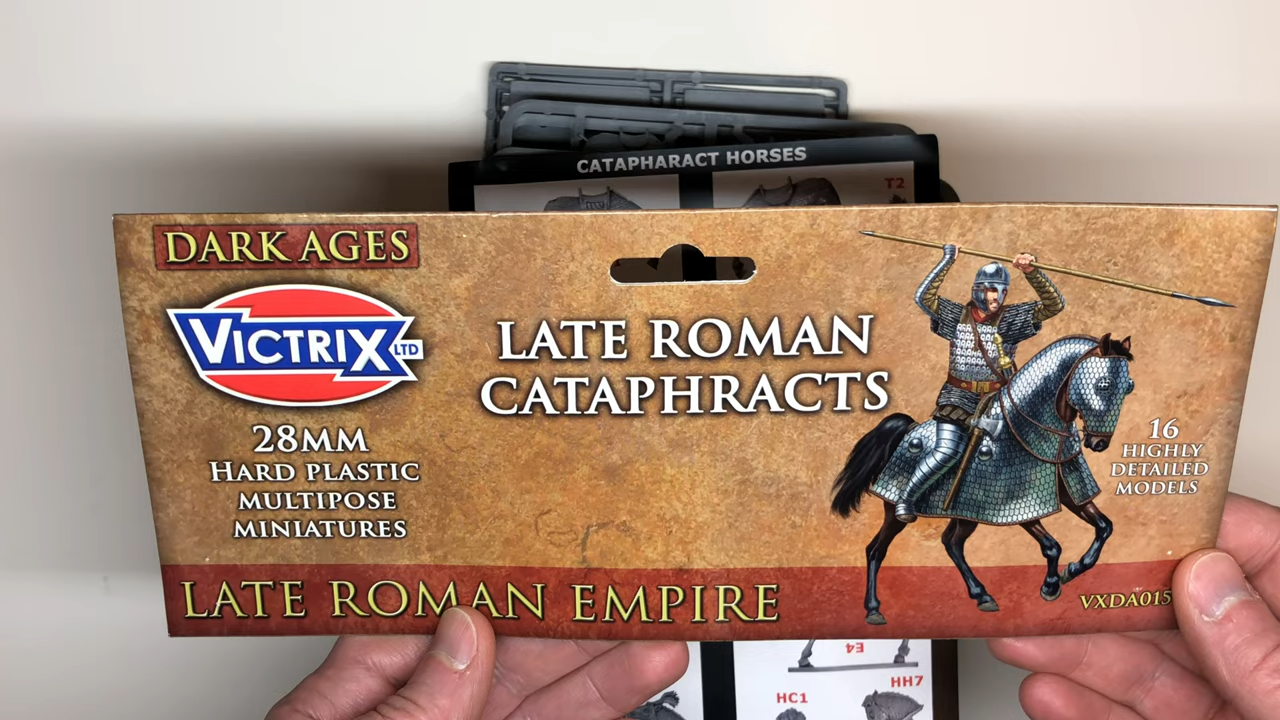 CATAPHARACT HORSES
T2
DARK AGES
VICTRIX LTD
28MM
HARD PLASTIC
MULTIPOSE
MINIATURES
LATE ROMAN
CATAPHRACTS
16
HIGHLY
DETAILED
MODELS
LATE ROMAN EMPIRE
VXDA015
E4
HC1
HH7